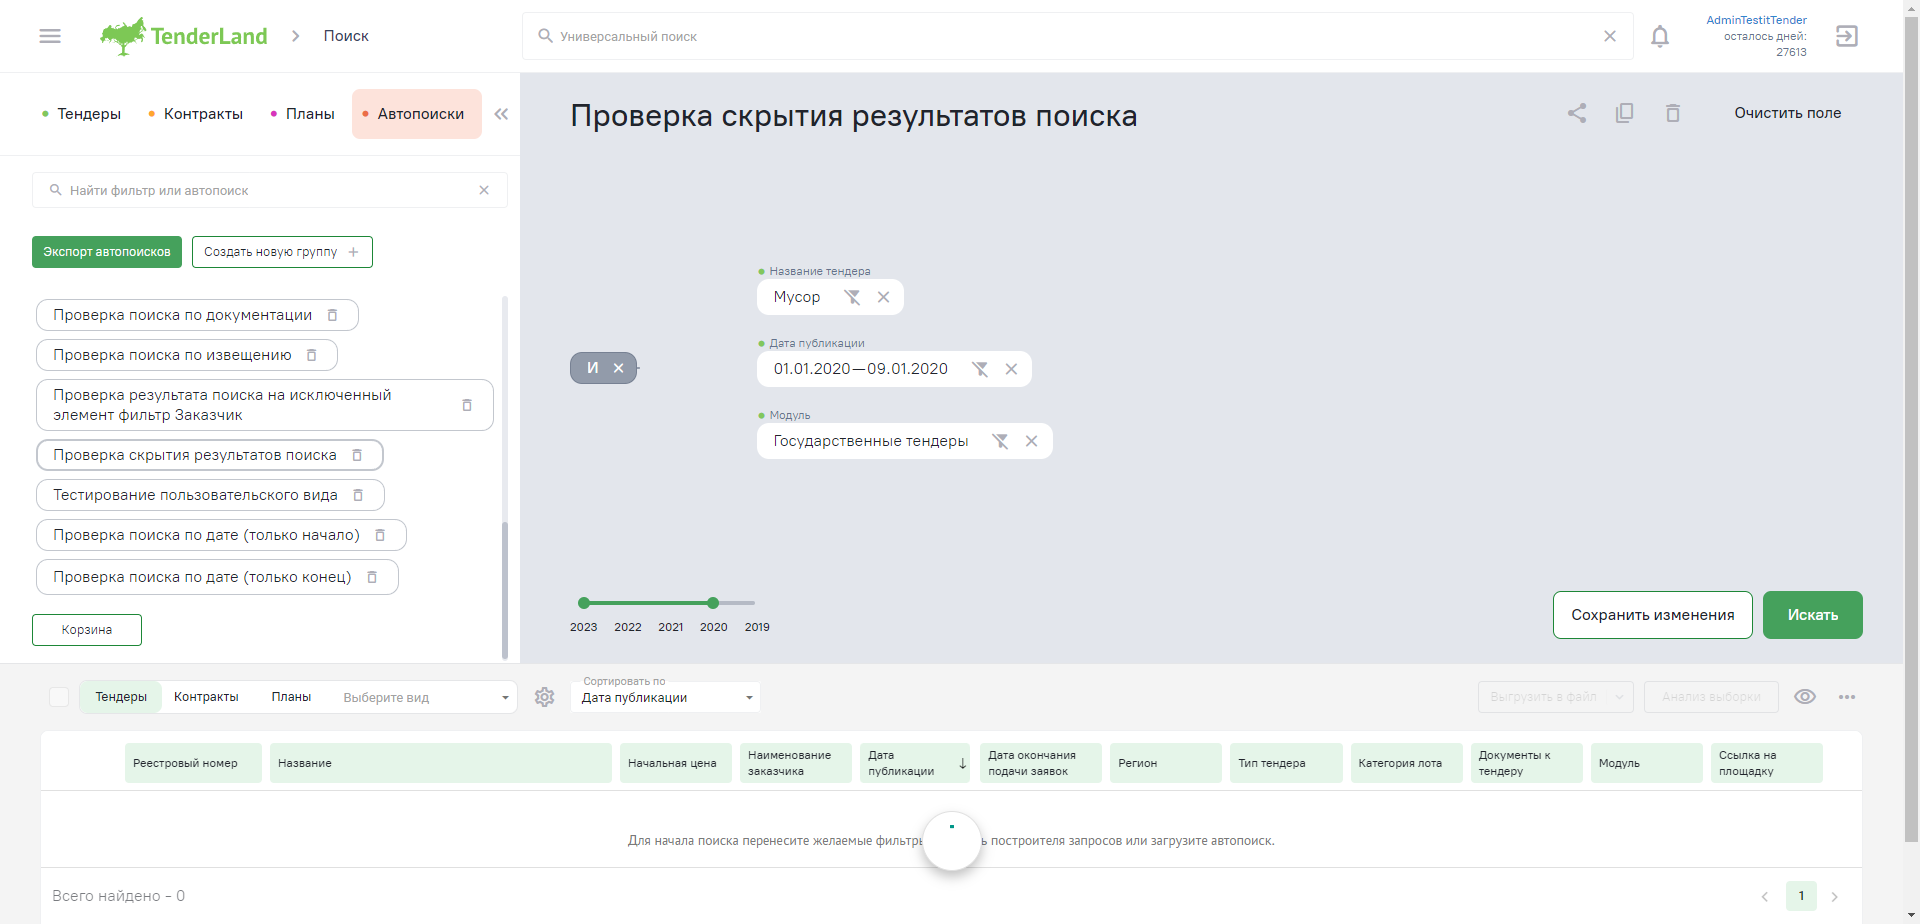 TenderLand
Поиск
Универсальный поиск
AdminTestitTender
осталось дней:
27613
Тендеры
Контракты
Планы
Автопоиски
Найти фильтр или автопоиск
Экспорт автопоисков
Создать новую группу
Проверка поиска по документации
Проверка поиска по извещению
Проверка результата поиска на исключенный
элемент фильтр Заказчик
Проверка скрытия результатов поиска
Тестирование пользовательского вида
Проверка поиска по дате (только начало)
Проверка поиска по дате (только конец)
Корзина
Проверка скрытия результатов поиска
Очистить поле
Название тендера
Мусор
Дата публикации
01.01.2020—09.01.2020
И
Модуль
Государственные тендеры
2023 2022 2021 2020 2019
Сохранить изменения
Искать
Тендеры
Контракты
Планы
Выберите вид
Сортировать по
Дата публикации
Выгрузить в файл
Анализ выборки
Реестровый номер
Название
Начальная цена
Наименование
заказчика
Дата
публикации
Дата окончания
подачи заявок
Регион
Тип тендера
Категория лота
Документы к
тендеру
Модуль
Ссылка на
площадку
Для начала поиска перенесите желаемые фильтры построителя запросов или загрузите автопоиск.
Всего найдено - 0
1